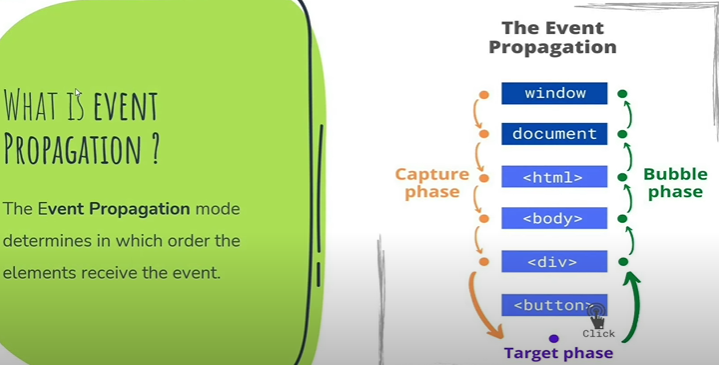 WHAT IS EVENT
PROPAGATION ?
The Event Propagation mode
determines in which order the
elements receive the event.
The Event
Propagation
window
document
<html>
<body>
<div>
<button>
Capture
phase
Bubble
phase
Click
Target phase